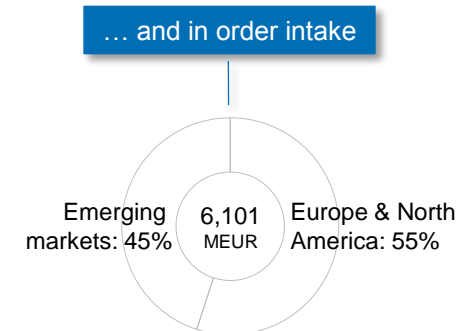 … and in order intake
Emerging
markets: 45%
6,101
MEUR
Europe & North
America: 55%